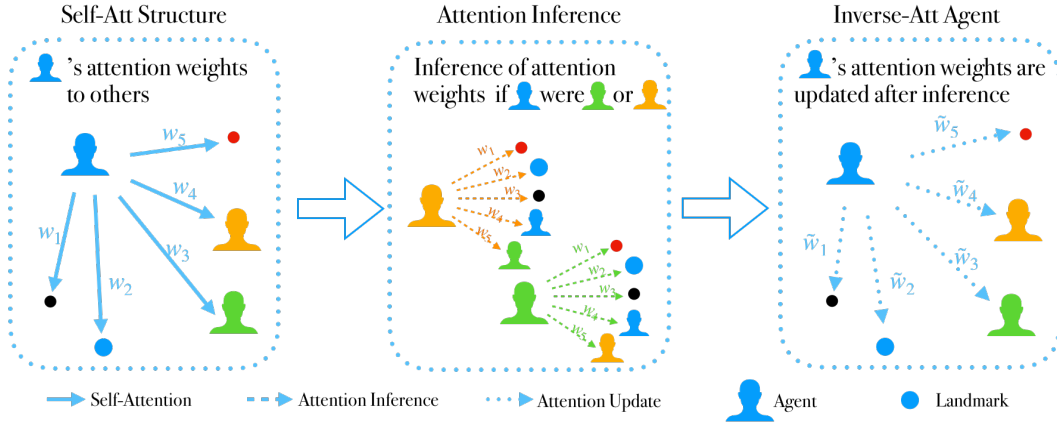 Self-Att Structure
Attention Inference
Inverse-Att Agent
's attention weights
to others
w₅
w₄
w₁
w₃
w₂
Inference of attention
weights if were or
w₁
w₂
w₃
w₄
w₅
w₁
w₂
w₃
w₄
w₅
's attention weights are
updated after inference
w̃₅
w̃₄
w̃₁
w̃₃
w̃₂
Self-Attention
Attention Inference
Attention Update
Agent
Landmark